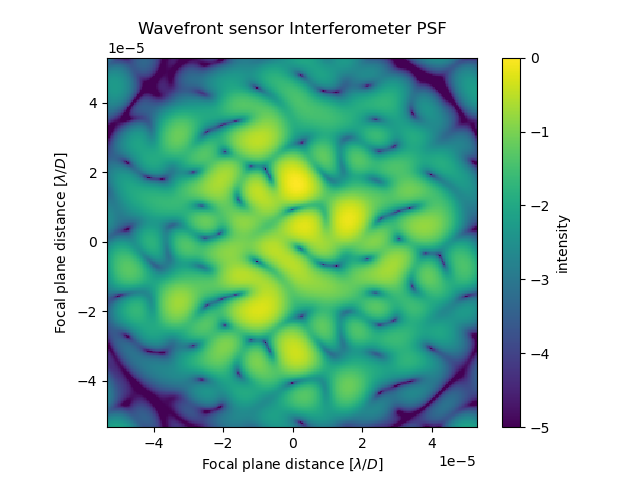 Wavefront sensor Interferometer PSF
1e−5
4
2
0
−2
−4
Focal plane distance [λ/D]
−4
−2
0
2
4
1e−5
Focal plane distance [λ/D]
0
−1
−2
−3
−4
−5
intensity